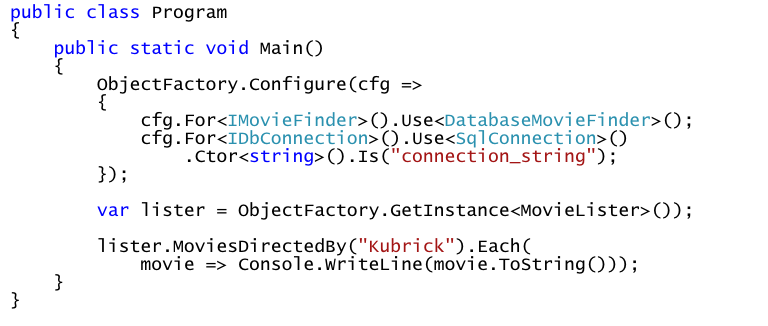 public class Program
{
    public static void Main()
    {
        ObjectFactory.Configure(cfg =>
        {
            cfg.For<IMovieFinder>().Use<DatabaseMovieFinder>();
            cfg.For<IDbConnection>().Use<SqlConnection>()
                .Ctor<string>().Is("connection_string");
        });

        var lister = ObjectFactory.GetInstance<MovieLister>());

        lister.MoviesDirectedBy("Kubrick").Each(
            movie => Console.WriteLine(movie.ToString()));
    }
}